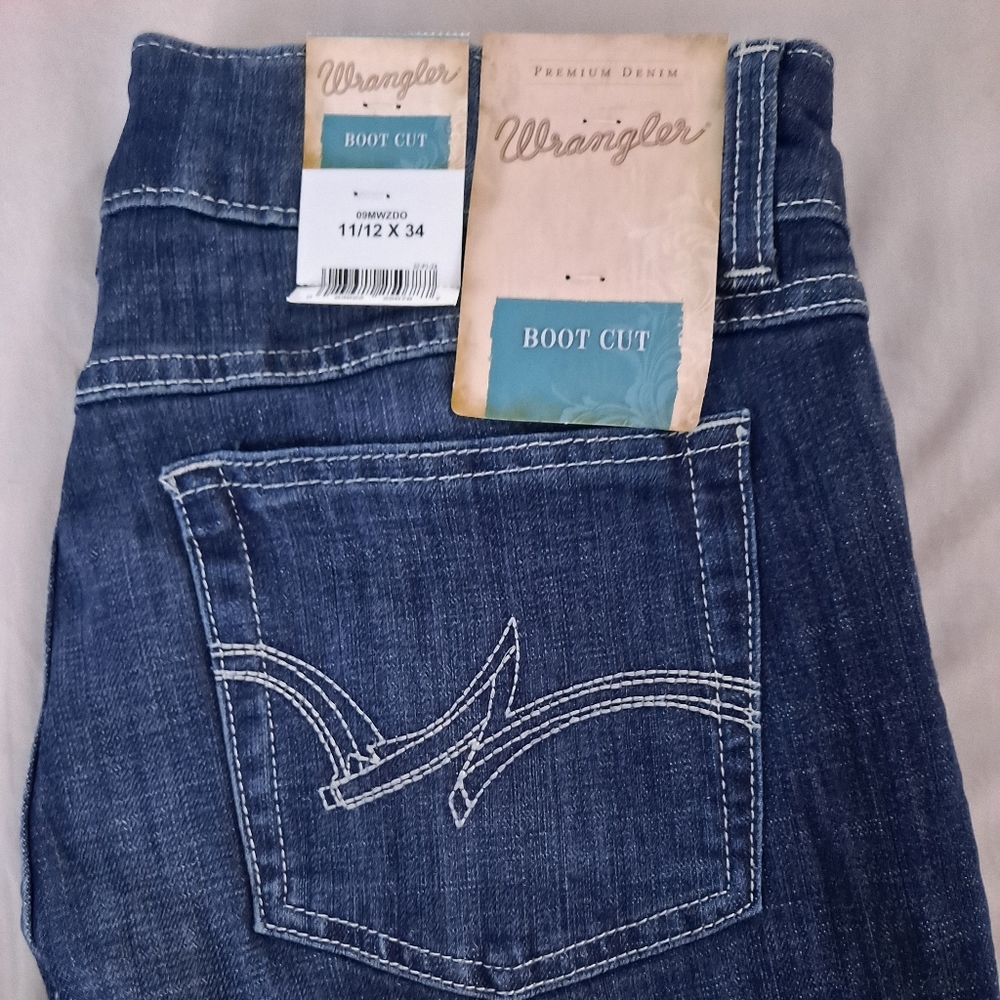 Wrangler
BOOT CUT
09MWZDO
11/12 X 34
PREMIUM DENIM
Wrangler
BOOT CUT